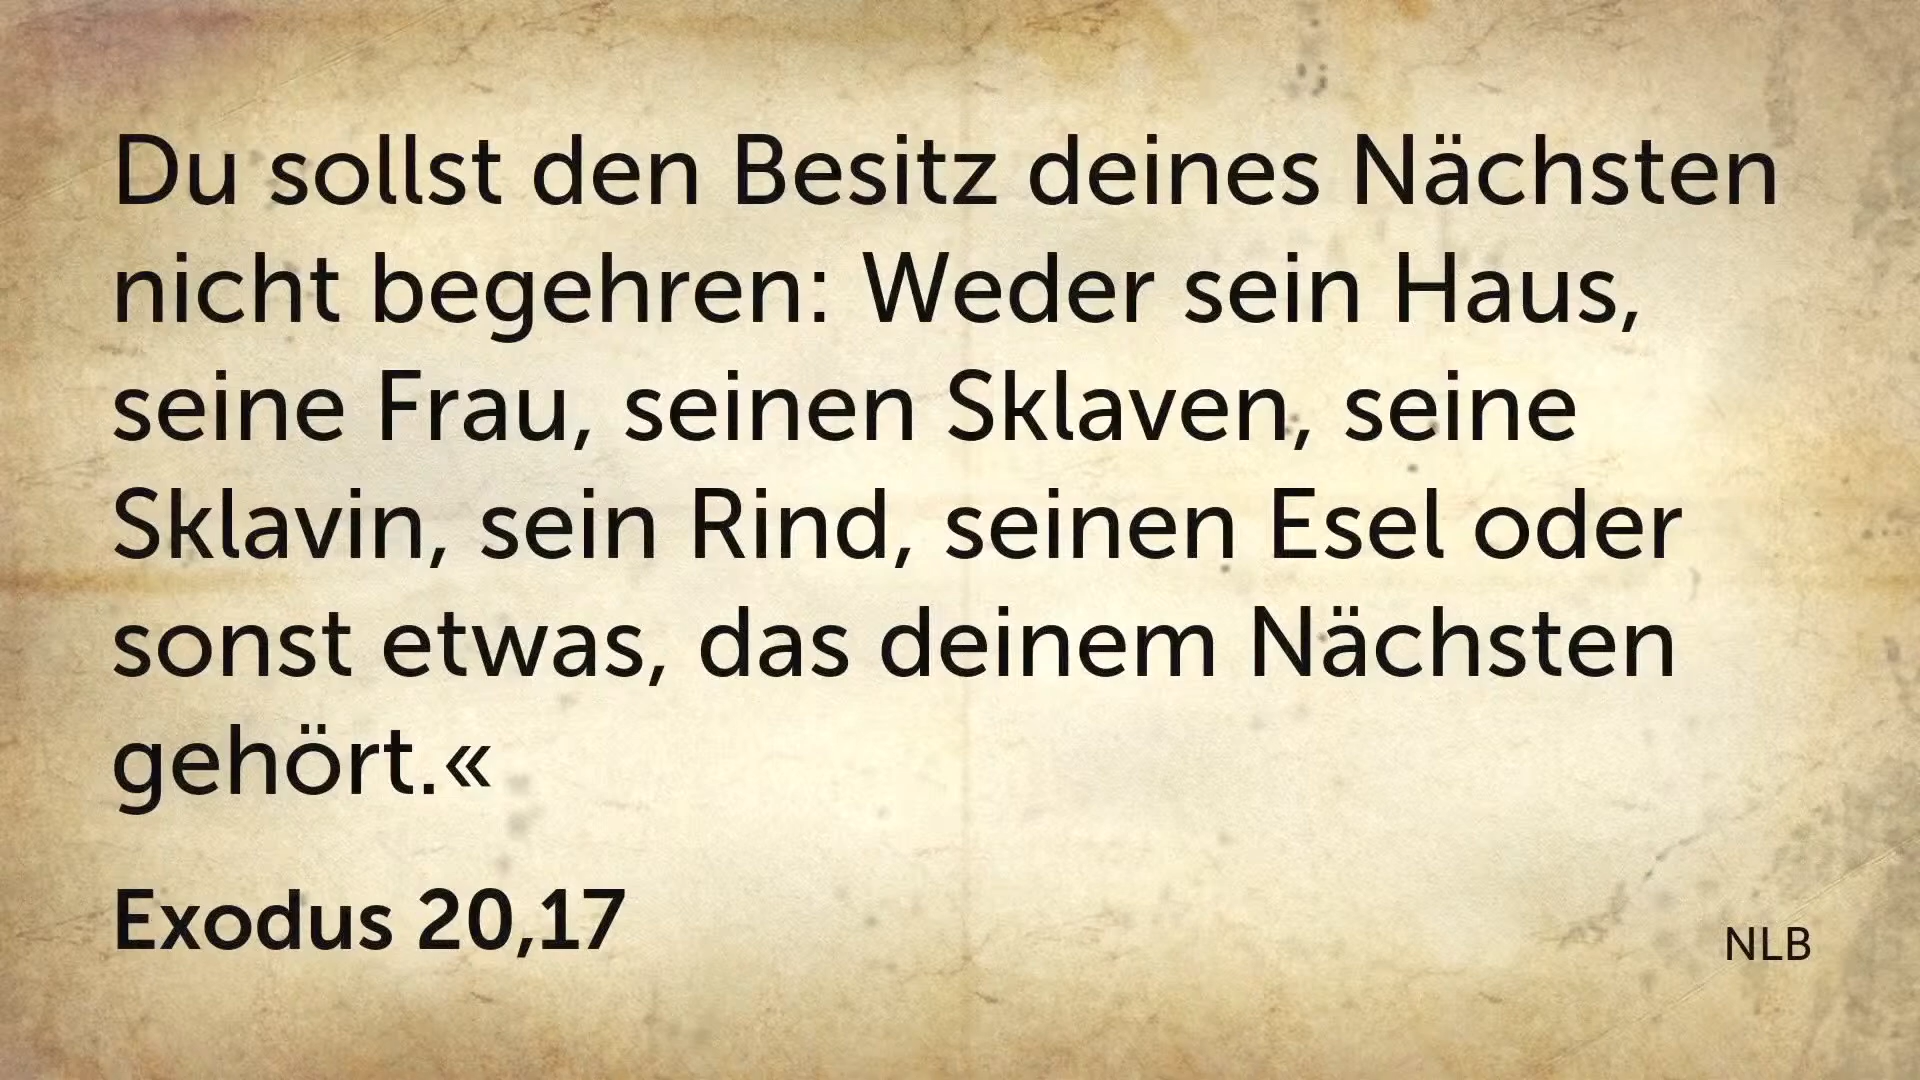 Du sollst den Besitz deines Nächsten
nicht begehren: Weder sein Haus,
seine Frau, seinen Sklaven, seine
Sklavin, sein Rind, seinen Esel oder
sonst etwas, das deinem Nächsten
gehört.«
Exodus 20,17
NLB